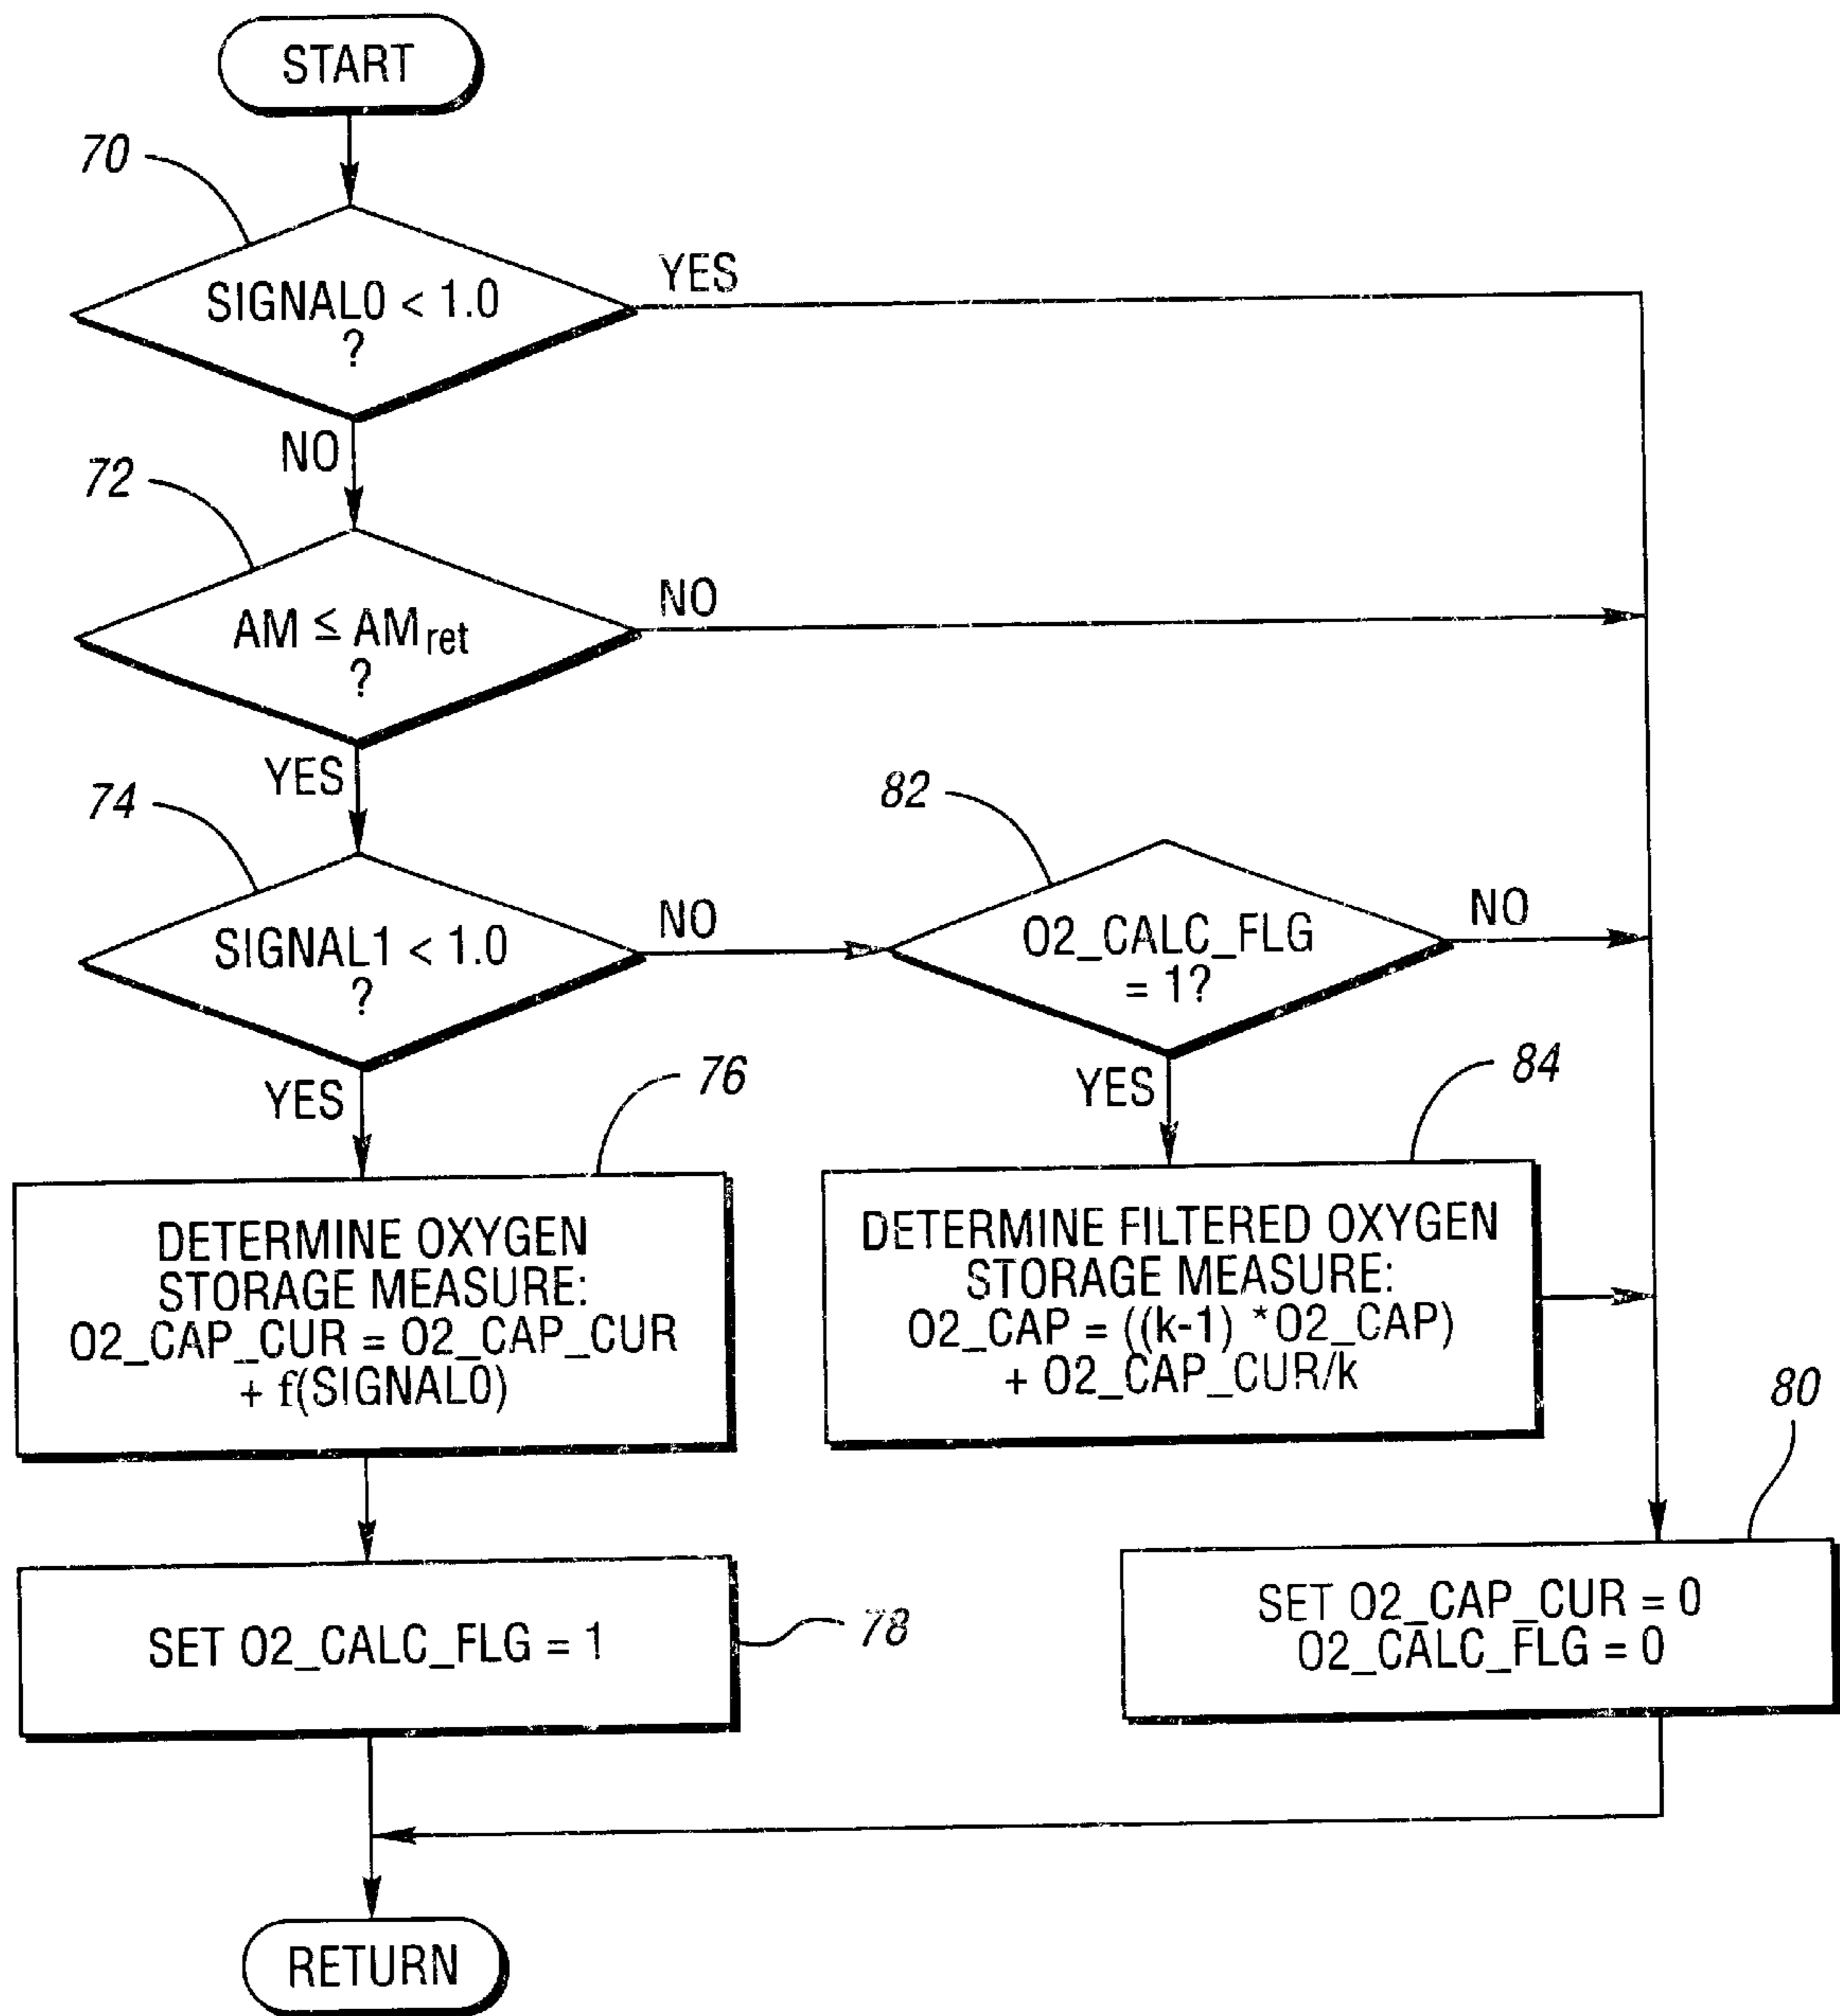 START
70
SIGNAL0 < 1.0
?
YES
NO
72
AM ≤ AMret
?
NO
YES
74
SIGNAL1 < 1.0
?
NO
YES
82
O2_CALC_FLG
= 1?
NO
YES
76
DETERMINE OXYGEN
STORAGE MEASURE:
O2_CAP_CUR = O2_CAP_CUR
+ f(SIGNAL0)
84
DETERMINE FILTERED OXYGEN
STORAGE MEASURE:
O2_CAP = ((k-1) *O2_CAP)
+ O2_CAP_CUR/k
SET O2_CALC_FLG = 1
78
80
SET O2_CAP_CUR = 0
O2_CALC_FLG = 0
RETURN